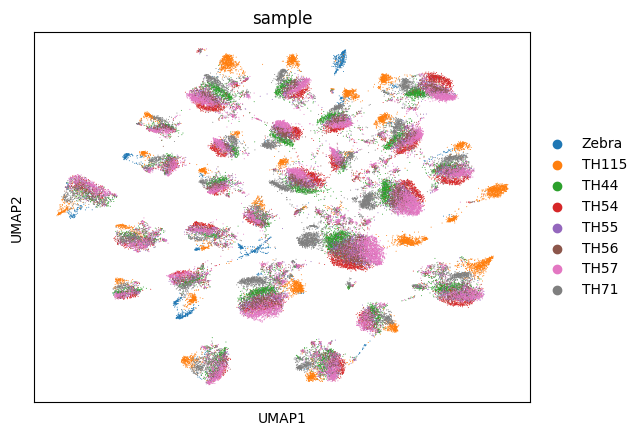 sample
Zebra
TH115
TH44
TH54
TH55
TH56
TH57
TH71
UMAP2
UMAP1